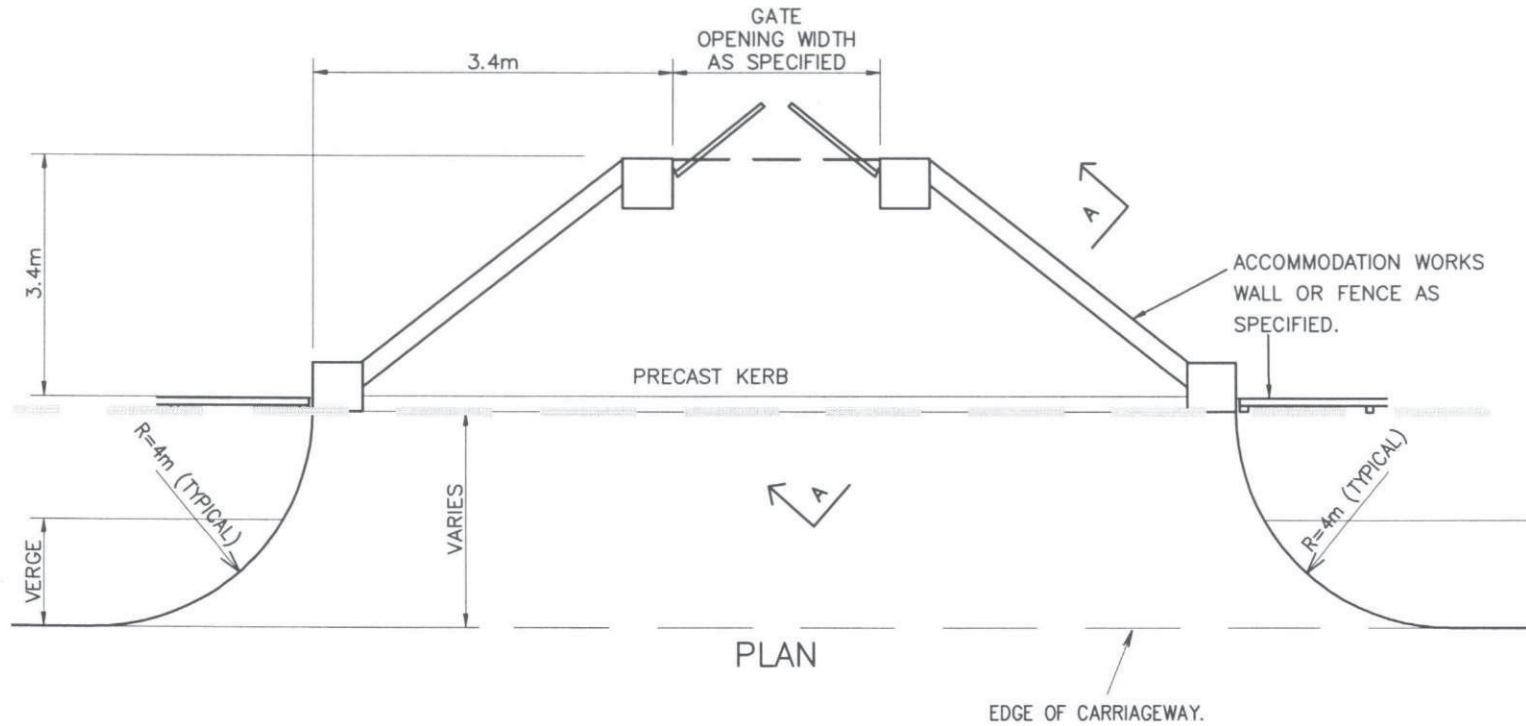 GATE
OPENING WIDTH
AS SPECIFIED
3.4m
3.4m
A
ACCOMMODATION WORKS
WALL OR FENCE AS
SPECIFIED.
PRECAST KERB
R=4m (TYPICAL)
VARIES
A
R=4m (TYPICAL)
VERGE
PLAN
EDGE OF CARRIAGEWAY.